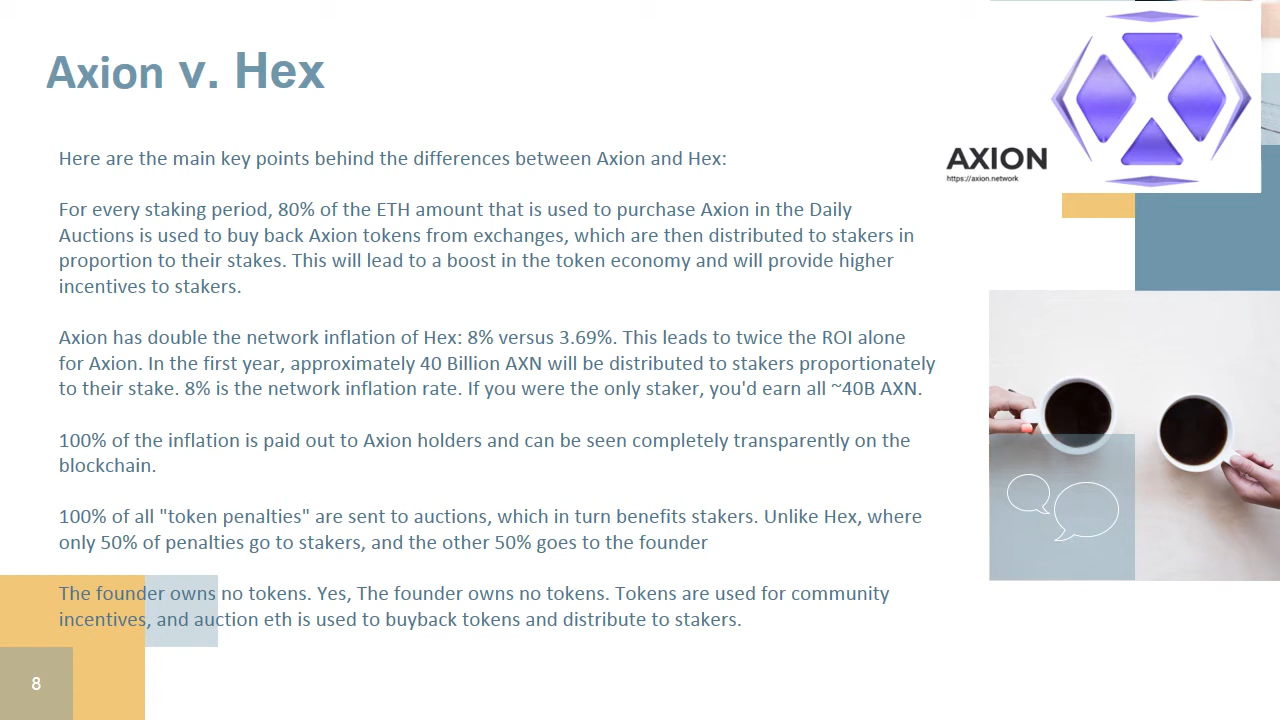 Axion v. Hex
AXION
https://axion.network
Here are the main key points behind the differences between Axion and Hex:
For every staking period, 80% of the ETH amount that is used to purchase Axion in the Daily
Auctions is used to buy back Axion tokens from exchanges, which are then distributed to stakers in
proportion to their stakes. This will lead to a boost in the token economy and will provide higher
incentives to stakers.
Axion has double the network inflation of Hex: 8% versus 3.69%. This leads to twice the ROI alone
for Axion. In the first year, approximately 40 Billion AXN will be distributed to stakers proportionately
to their stake. 8% is the network inflation rate. If you were the only staker, you'd earn all ~40B AXN.
100% of the inflation is paid out to Axion holders and can be seen completely transparently on the
blockchain.
100% of all "token penalties" are sent to auctions, which in turn benefits stakers. Unlike Hex, where
only 50% of penalties go to stakers, and the other 50% goes to the founder
The founder owns no tokens. Yes, The founder owns no tokens. Tokens are used for community
incentives, and auction eth is used to buyback tokens and distribute to stakers.
8